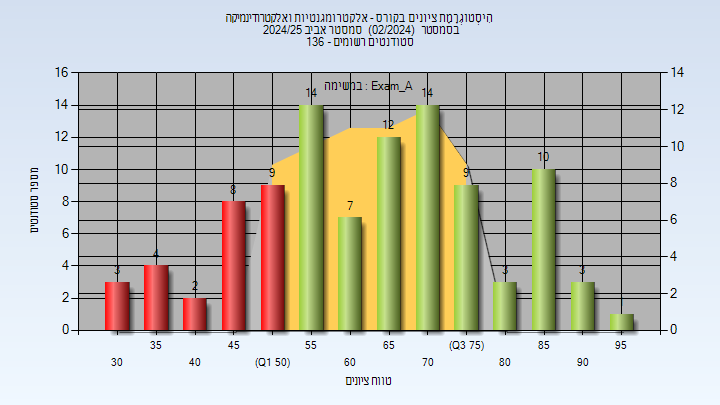 היסטוגרמת ציונים בקורס - אלקטרומגנטיות ואלקטרודינמיקה
בסמסטר (02/2024) סמסטר אביב 2024/25
סטודנטים רשומים - 136
במשימה : Exam_A
מספר סטודנטים
16 14 12 10 8 6 4 2 0
14 12 10 8 6 4 2 0
3 4 2 8 9 14 7 12 14 9 3 10 3 1
35 45 55 65 (Q3 75) 85 95
30 40 (Q1 50) 60 70 80 90
טווח ציונים